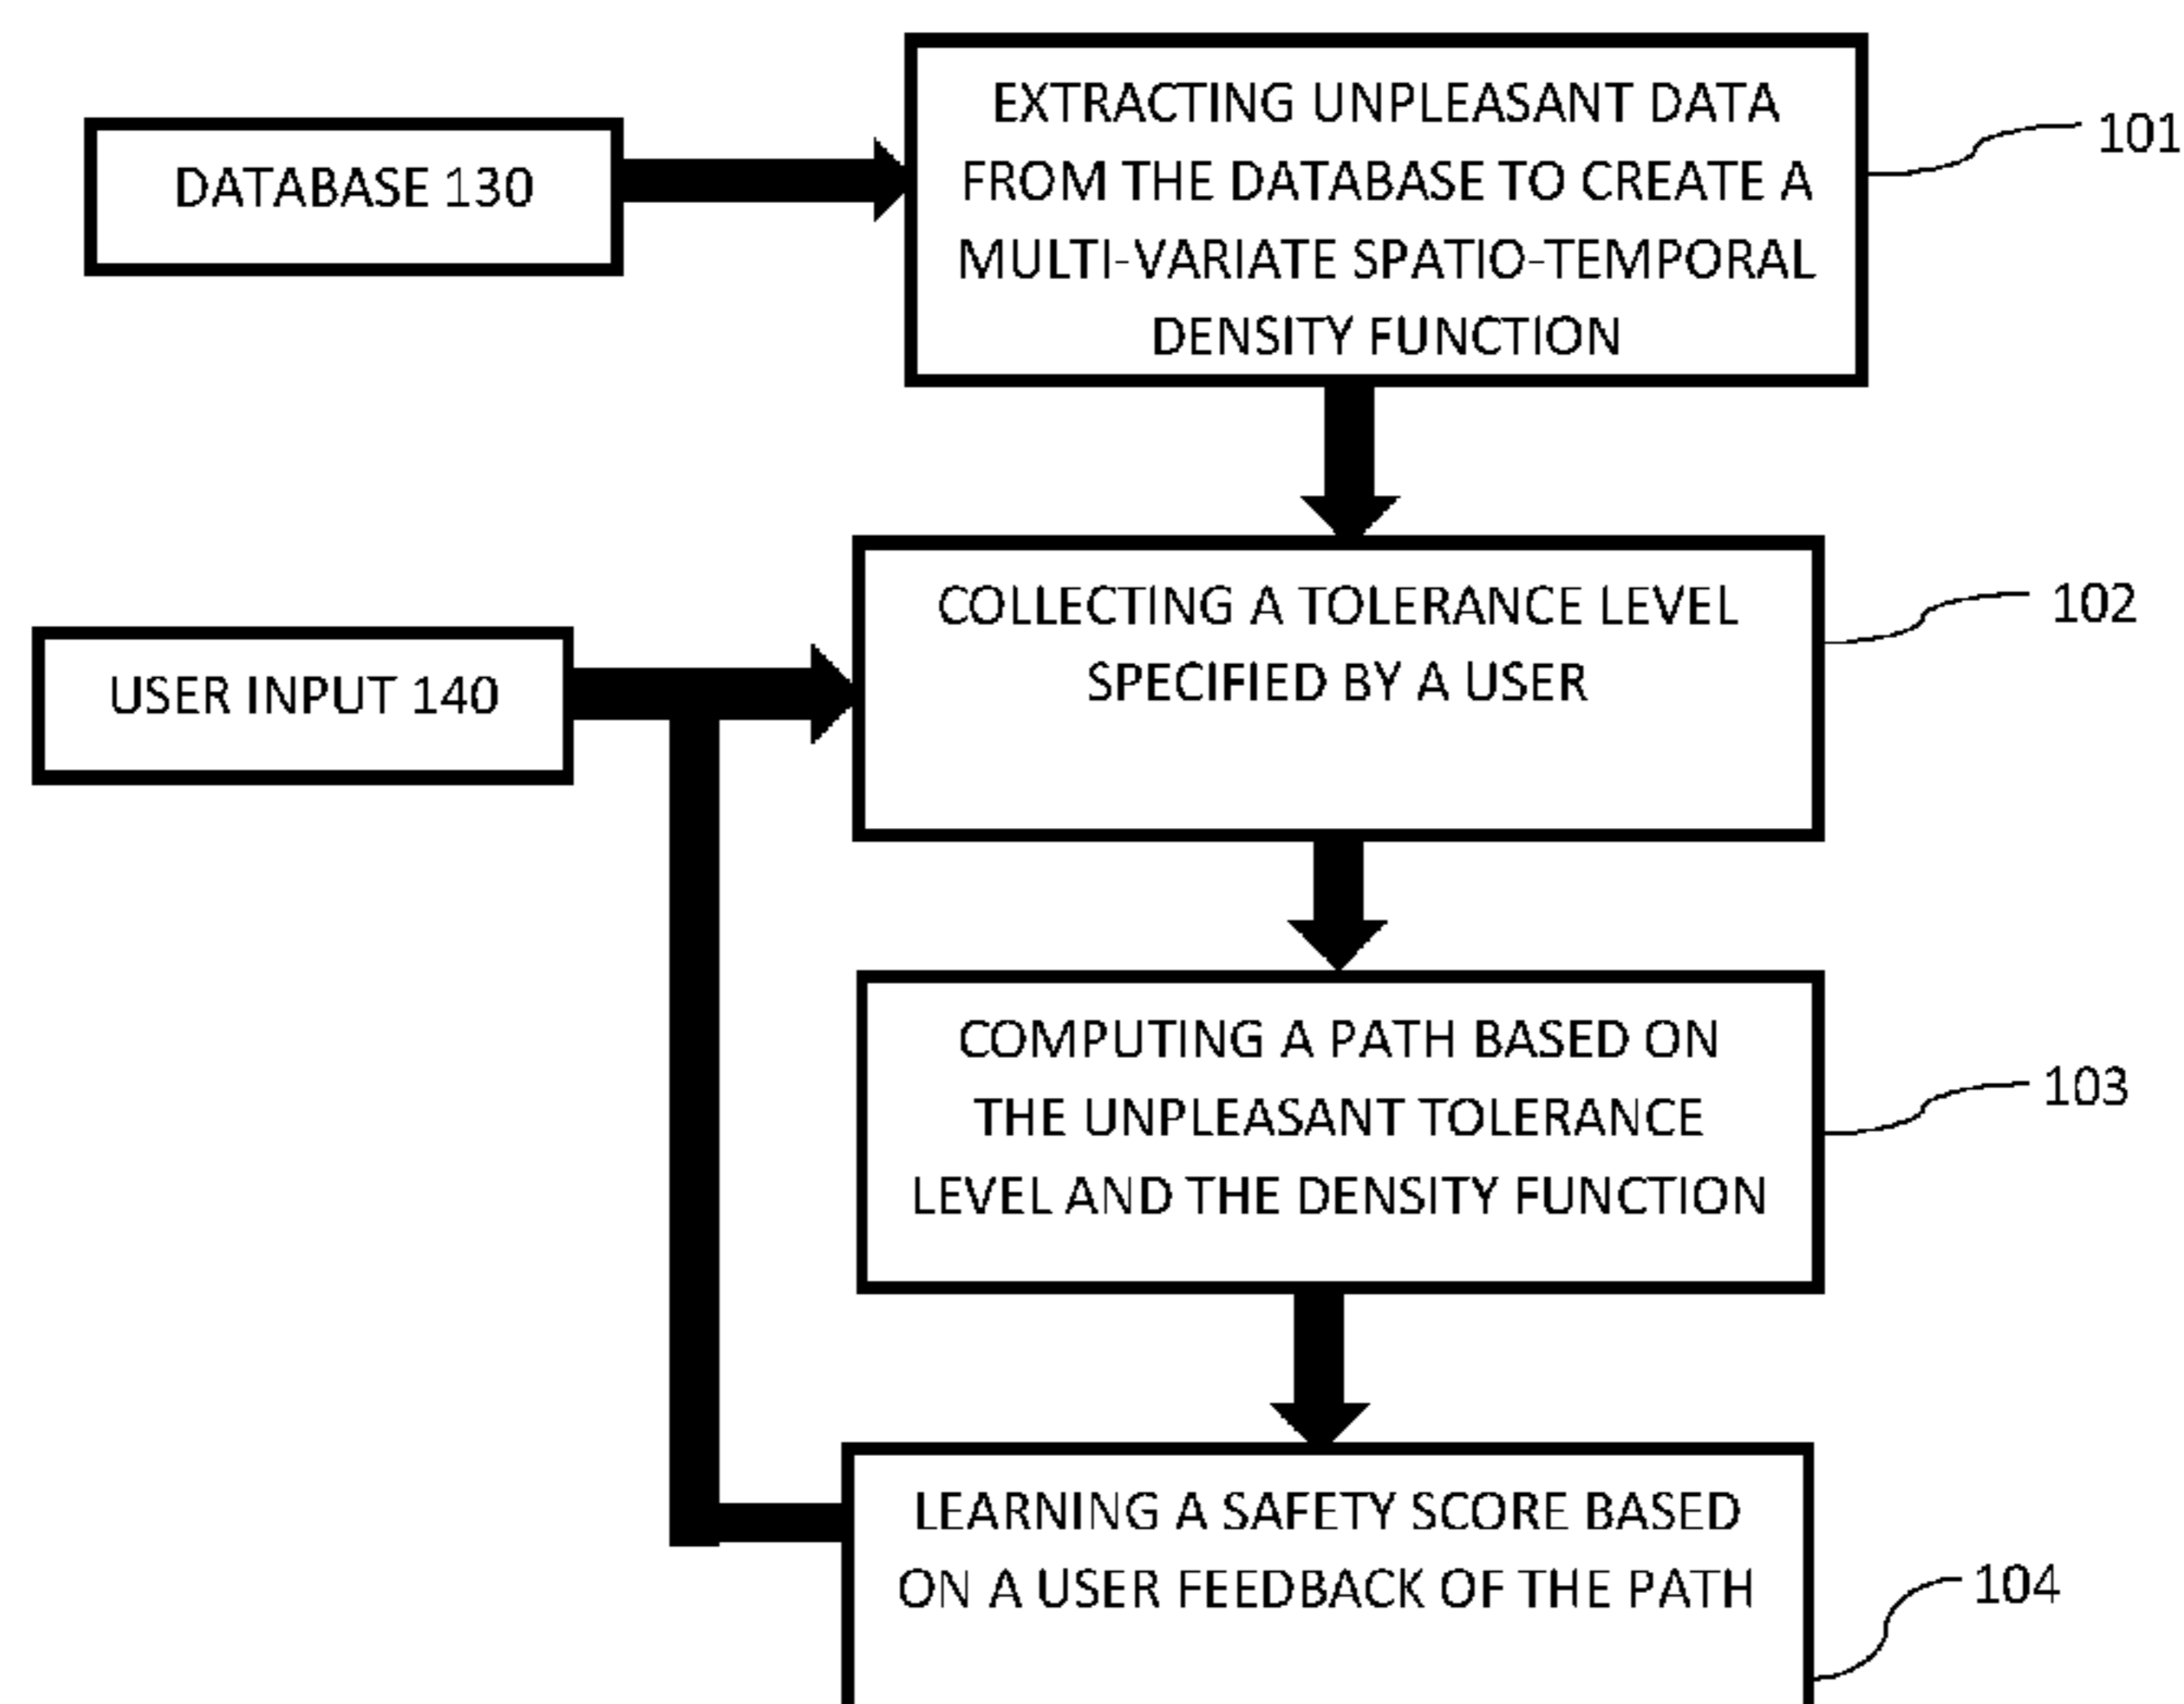 EXTRACTING UNPLEASANT DATA
FROM THE DATABASE TO CREATE A
MULTI-VARIATE SPATIO-TEMPORAL
DENSITY FUNCTION
101
DATABASE 130
COLLECTING A TOLERANCE LEVEL
SPECIFIED BY A USER
102
USER INPUT 140
COMPUTING A PATH BASED ON
THE UNPLEASANT TOLERANCE
LEVEL AND THE DENSITY FUNCTION
103
LEARNING A SAFETY SCORE BASED
ON A USER FEEDBACK OF THE PATH
104